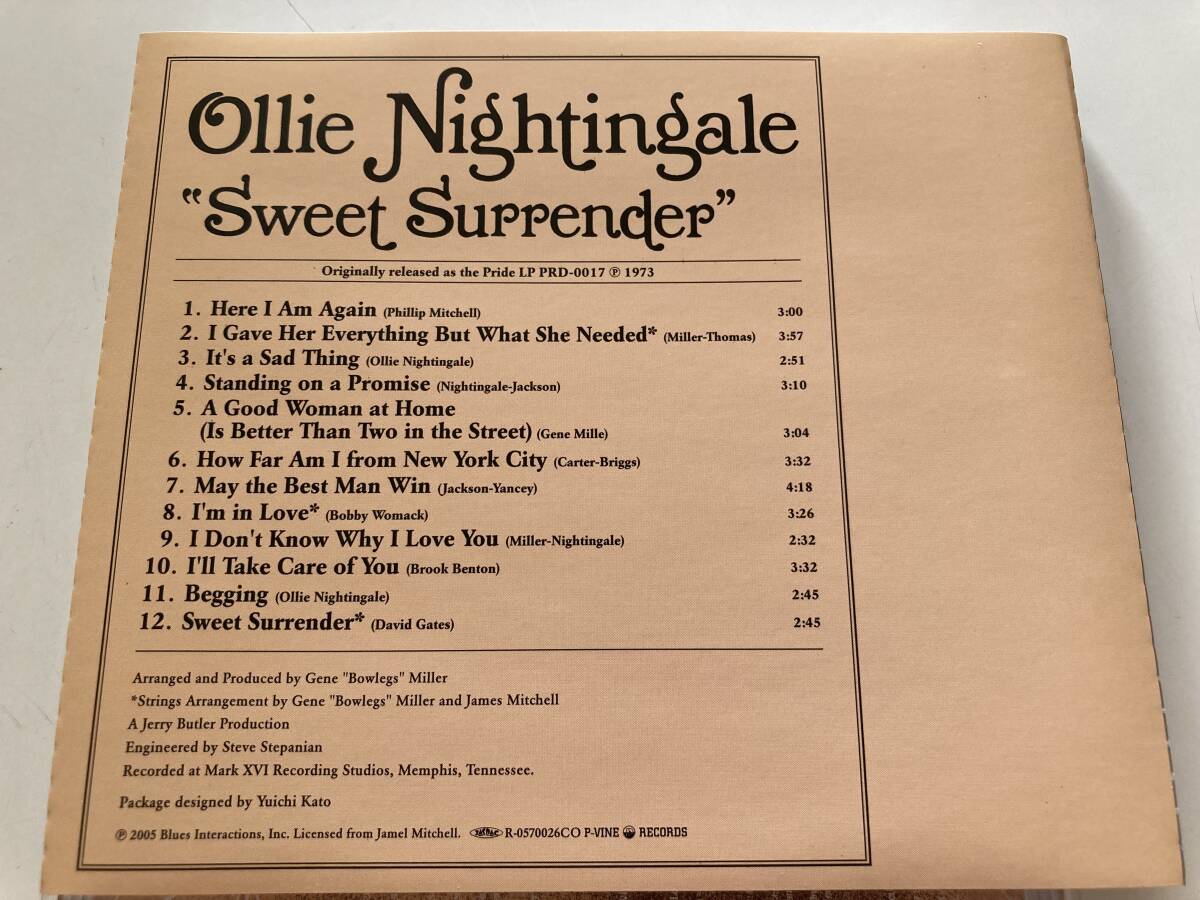 Ollie Nightingale
“Sweet Surrender”
Originally released as the Pride LP PRD-0017 ℗ 1973
1. Here I Am Again (Phillip Mitchell) 3:00
2. I Gave Her Everything But What She Needed* (Miller-Thomas) 3:57
3. It's a Sad Thing (Ollie Nightingale) 2:51
4. Standing on a Promise (Nightingale-Jackson) 3:10
5. A Good Woman at Home
(Is Better Than Two in the Street) (Gene Mille) 3:04
6. How Far Am I from New York City (Carter-Briggs) 3:32
7. May the Best Man Win (Jackson-Yancey) 4:18
8. I'm in Love* (Bobby Womack) 3:26
9. I Don't Know Why I Love You (Miller-Nightingale) 2:32
10. I'll Take Care of You (Brook Benton) 3:32
11. Begging (Ollie Nightingale) 2:45
12. Sweet Surrender* (David Gates) 2:45
Arranged and Produced by Gene "Bowlegs" Miller
*Strings Arrangement by Gene "Bowlegs" Miller and James Mitchell
A Jerry Butler Production
Engineered by Steve Stepanian
Recorded at Mark XVI Recording Studios, Memphis, Tennessee.
Package designed by Yuichi Kato
℗ 2005 Blues Interactions, Inc. Licensed from Jamel Mitchell. JASRAC R-0570026CO P-VINE RECORDS